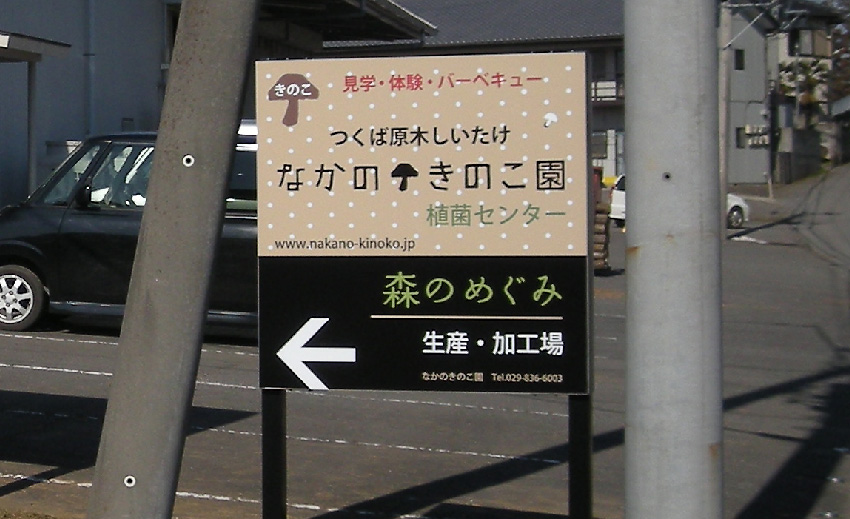 きのこ
見学・体験・バーベキュー
つくば原木しいたけ
なかのきのこ園
植菌センター
www.nakano-kinoko.jp
森のめぐみ
生産・加工場
なかのきのこ園 Tel.029-836-6003